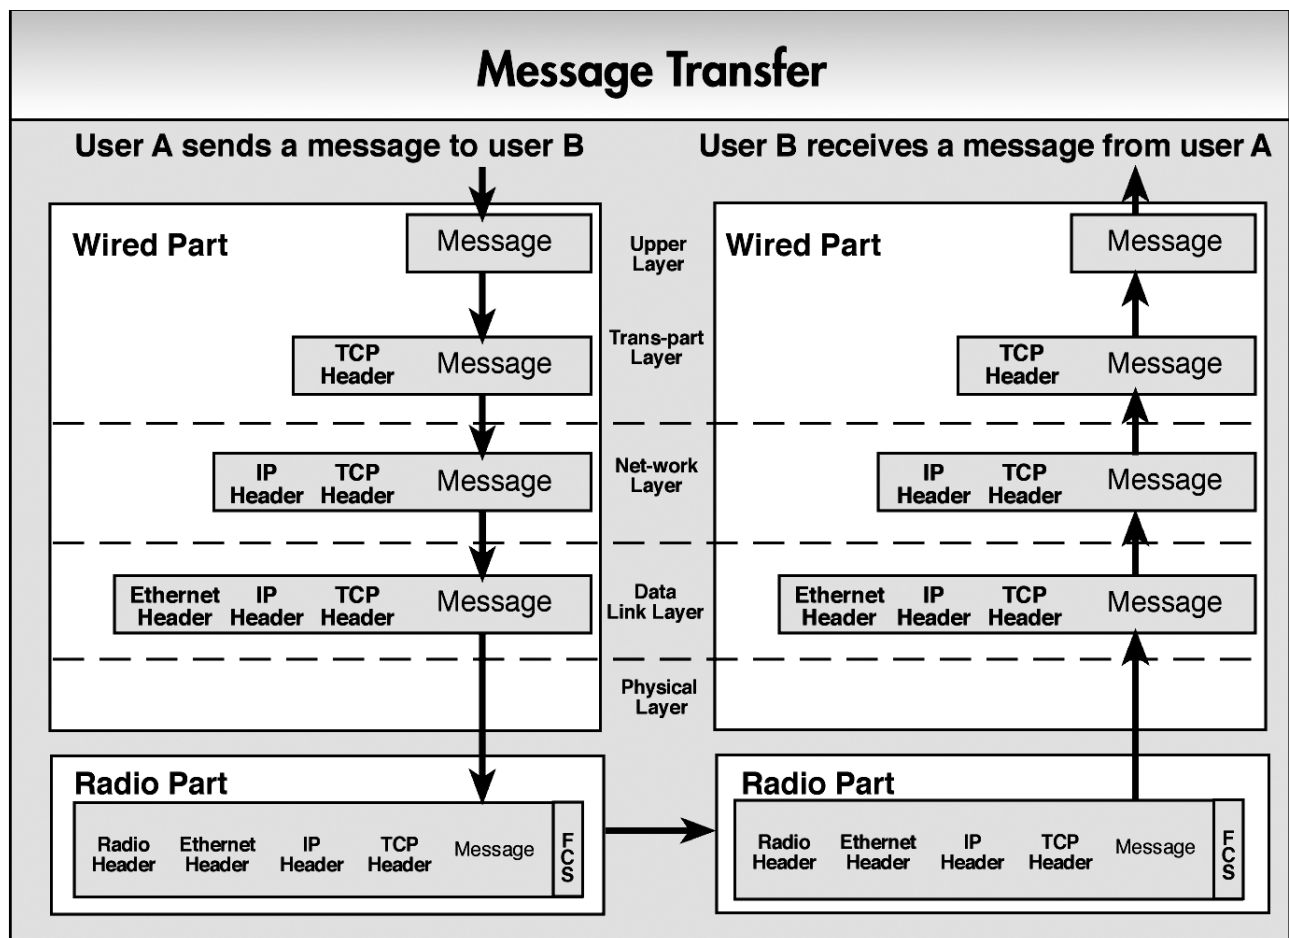 Message Transfer
User A sends a message to user B
User B receives a message from user A
Wired Part
Message
TCP
Header
Message
IP
Header
TCP
Header
Message
Ethernet
Header
IP
Header
TCP
Header
Message
Upper
Layer
Trans-part
Layer
Net-work
Layer
Data
Link Layer
Physical
Layer
Wired Part
Message
TCP
Header
Message
IP
Header
TCP
Header
Message
Ethernet
Header
IP
Header
TCP
Header
Message
Radio Part
Radio
Header
Ethernet
Header
IP
Header
TCP
Header
Message
FCS
Radio Part
Radio
Header
Ethernet
Header
IP
Header
TCP
Header
Message
FCS